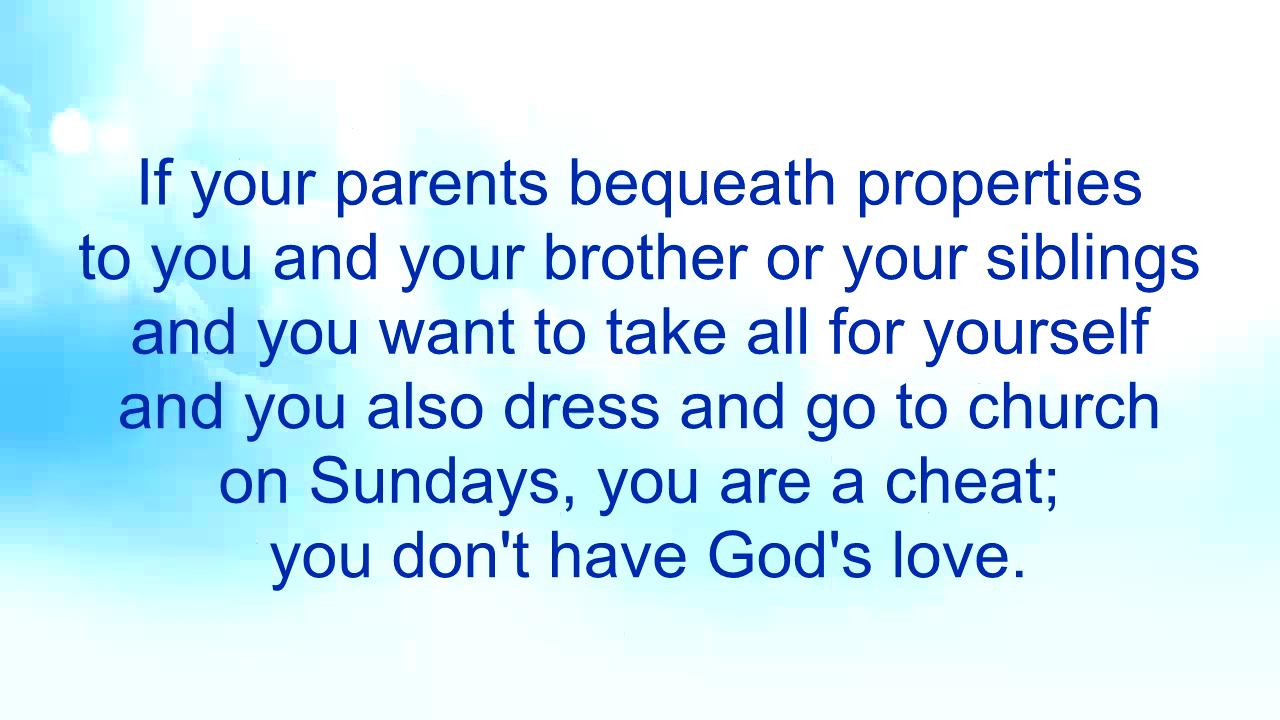 If your parents bequeath properties
to you and your brother or your siblings
and you want to take all for yourself
and you also dress and go to church
on Sundays, you are a cheat;
you don't have God's love.